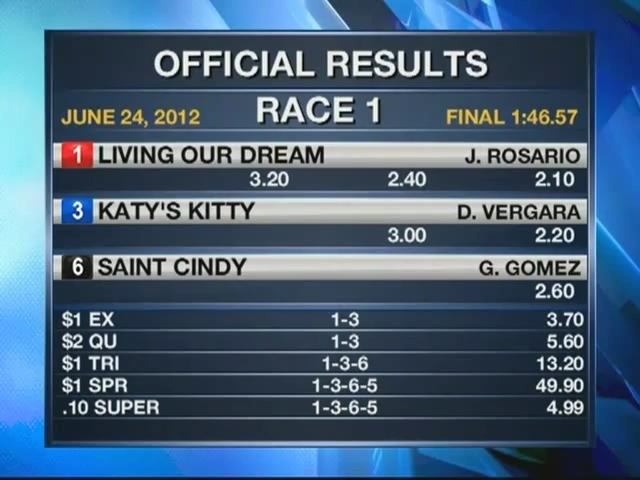 OFFICIAL RESULTS
JUNE 24, 2012 RACE 1 FINAL 1:46.57
1 LIVING OUR DREAM J. ROSARIO
3.20 2.40 2.10
3 KATY'S KITTY D. VERGARA
3.00 2.20
6 SAINT CINDY G. GOMEZ
2.60
$1 EX 1-3 3.70
$2 QU 1-3 5.60
$1 TRI 1-3-6 13.20
$1 SPR 1-3-6-5 49.90
.10 SUPER 1-3-6-5 4.99